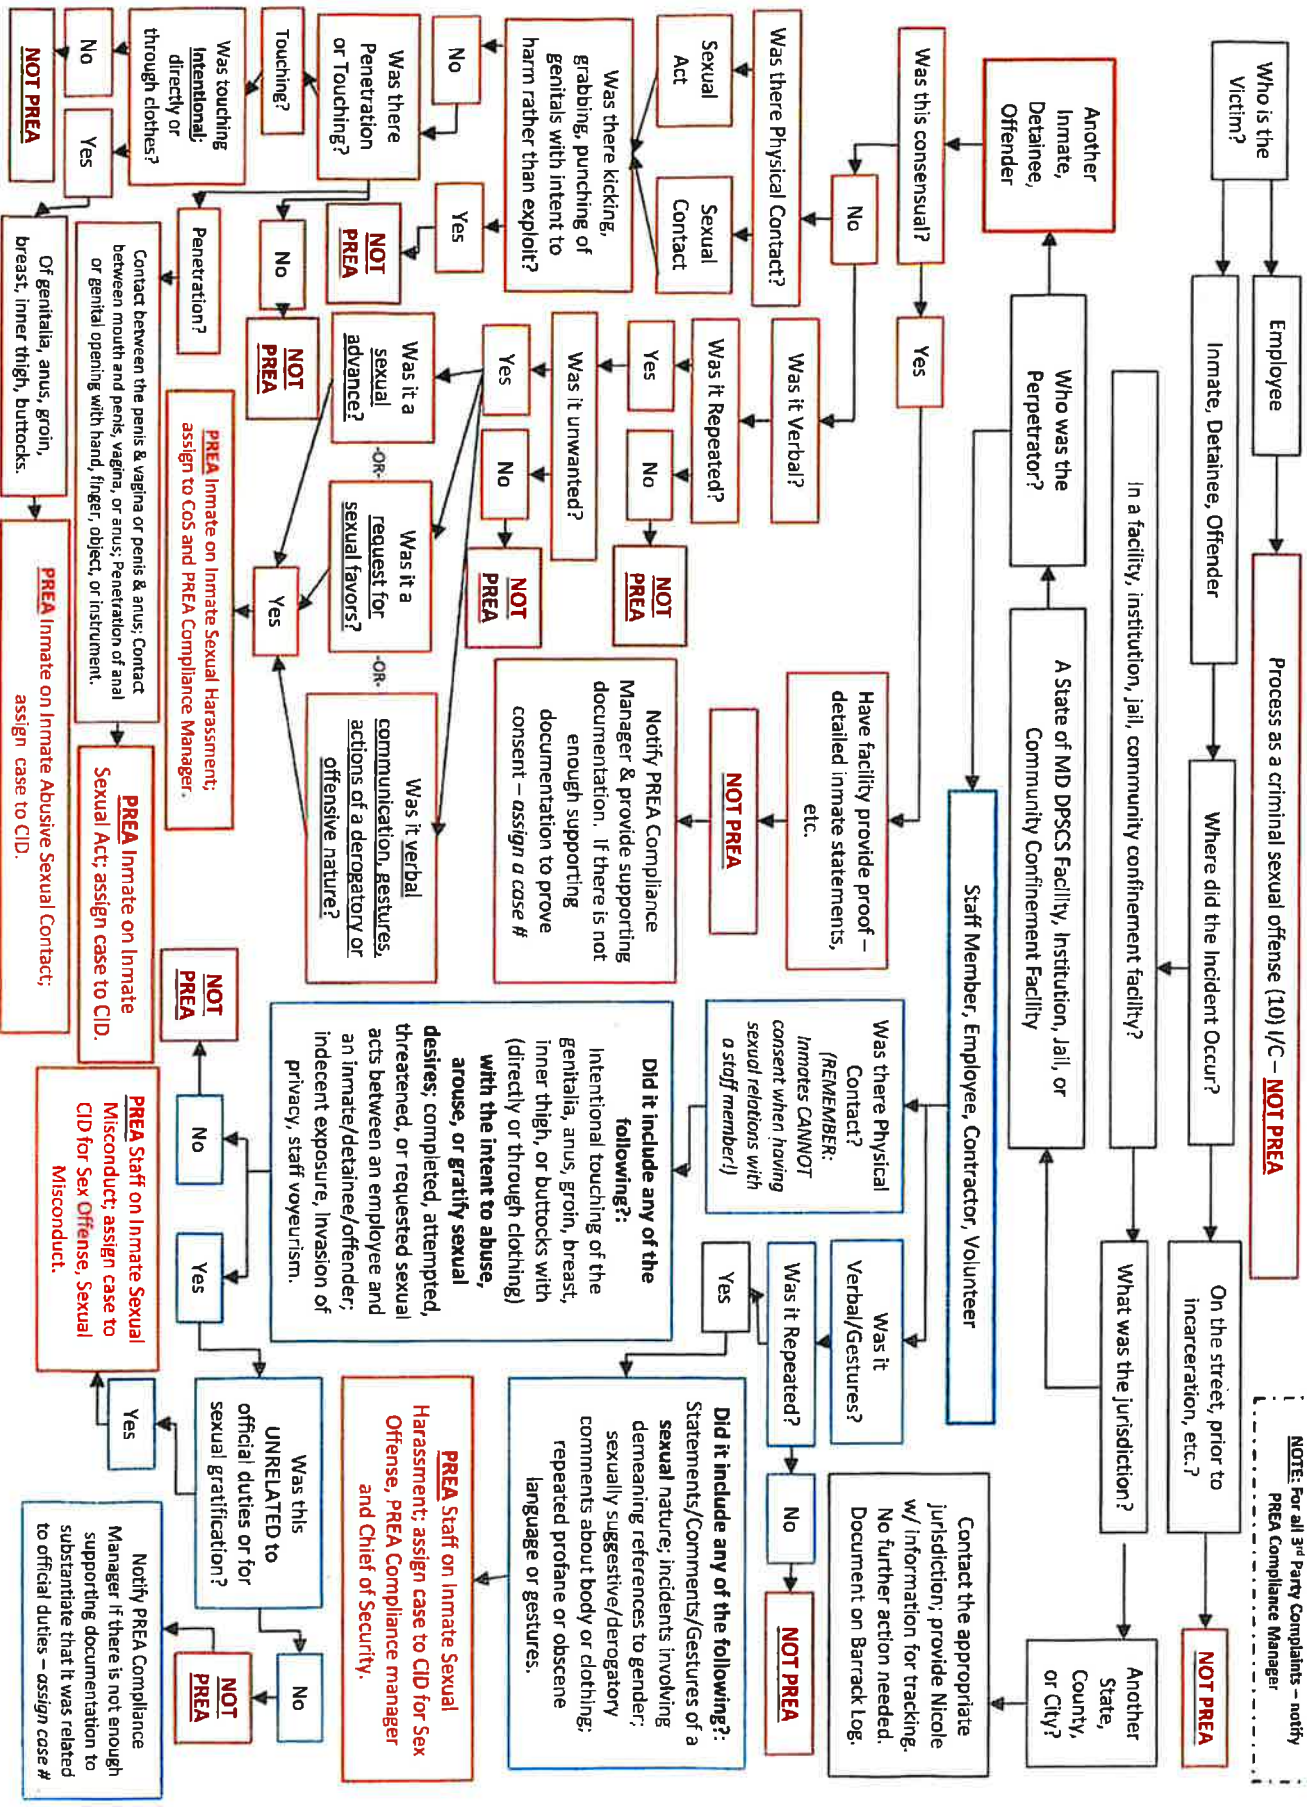 NOTE: For all 3rd Party Complaints – notify
PREA Compliance Manager
Who is the
Victim?
Employee
Process as a criminal sexual offense (10) I/C – NOT PREA
Inmate, Detainee, Offender
Where did the Incident Occur?
On the street, prior to
incarceration, etc.?
NOT PREA
In a facility, institution, jail, community confinement facility?
What was the jurisdiction?
Another
State,
County,
or City?
Contact the appropriate
jurisdiction; provide Nicole
w/ information for tracking.
No further action needed.
Document on Barrack Log.
A State of MD DPSCS Facility, Institution, Jail, or
Community Confinement Facility
Who was the
Perpetrator?
Another
Inmate,
Detainee,
Offender
Staff Member, Employee, Contractor, Volunteer
Was this consensual?
Yes
No
Have facility provide proof –
detailed inmate statements,
etc.
NOT PREA
Notify PREA Compliance
Manager & provide supporting
documentation. If there is not
enough supporting
documentation to prove
consent – assign a case #
Was there Physical Contact?
Sexual
Act
Sexual
Contact
Was there kicking,
grabbing, punching of
genitals with intent to
harm rather than exploit?
No
Yes
NOT
PREA
Was there
Penetration
or Touching?
Touching?
No
NOT
PREA
Penetration?
Was touching
Intentional;
directly or
through clothes?
No
Yes
NOT PREA
Contact between the penis & vagina or penis & anus; Contact
between mouth and penis, vagina, or anus; Penetration of anal
or genital opening with hand, finger, object, or instrument.
PREA Inmate on Inmate
Sexual Act; assign case to CID.
Of genitalia, anus, groin,
breast, inner thigh, buttocks.
PREA Inmate on Inmate Abusive Sexual Contact;
assign case to CID.
Was it Verbal?
Was it Repeated?
Yes
No
NOT
PREA
Was it unwanted?
Yes
No
NOT
PREA
Was it a
sexual
advance?
-OR-
Was it a
request for
sexual favors?
-OR-
Was it verbal
communication, gestures,
actions of a derogatory or
offensive nature?
Yes
PREA Inmate on Inmate Sexual Harassment;
assign to CoS and PREA Compliance Manager.
Was there Physical
Contact?
(REMEMBER:
Inmates CANNOT
consent when having
sexual relations with
a staff member!)
Did it include any of the
following?:
Intentional touching of the
genitalia, anus, groin, breast,
inner thigh, or buttocks with
(directly or through clothing)
with the intent to abuse,
arouse, or gratify sexual
desires; completed, attempted,
threatened, or requested sexual
acts between an employee and
an inmate/detainee/offender;
indecent exposure, invasion of
privacy, staff voyeurism.
No
NOT
PREA
Yes
Was this
UNRELATED to
official duties or for
sexual gratification?
Yes
PREA Staff on Inmate Sexual
Misconduct; assign case to
CID for Sex Offense, Sexual
Misconduct.
No
NOT
PREA
Notify PREA Compliance
Manager if there is not enough
supporting documentation to
substantiate that it was related
to official duties – assign case #
Was it
Verbal/Gestures?
Was it Repeated?
No
NOT PREA
Yes
Did it include any of the following?:
Statements/Comments/Gestures of a
sexual nature; incidents involving
demeaning references to gender;
sexually suggestive/derogatory
comments about body or clothing;
repeated profane or obscene
language or gestures.
PREA Staff on Inmate Sexual
Harassment; assign case to CID for Sex
Offense, PREA Compliance manager
and Chief of Security.